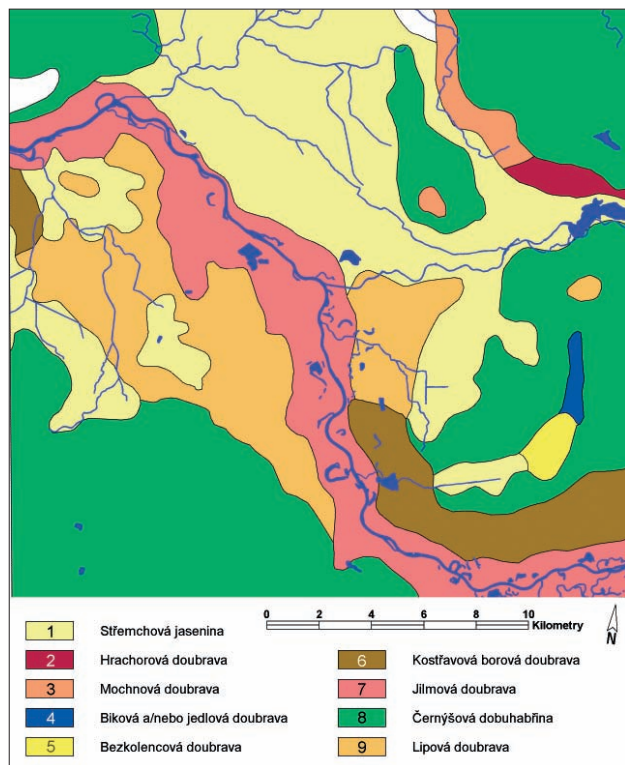 0 2 4 6 8 10
Kilometry
N
1 Střemchová jasenina
2 Hrachorová doubrava
3 Mochnová doubrava
4 Biková a/nebo jedlová doubrava
5 Bezkolencová doubrava
6 Kostřavová borová doubrava
7 Jilmová doubrava
8 Černýšová dobuhabřina
9 Lipová doubrava